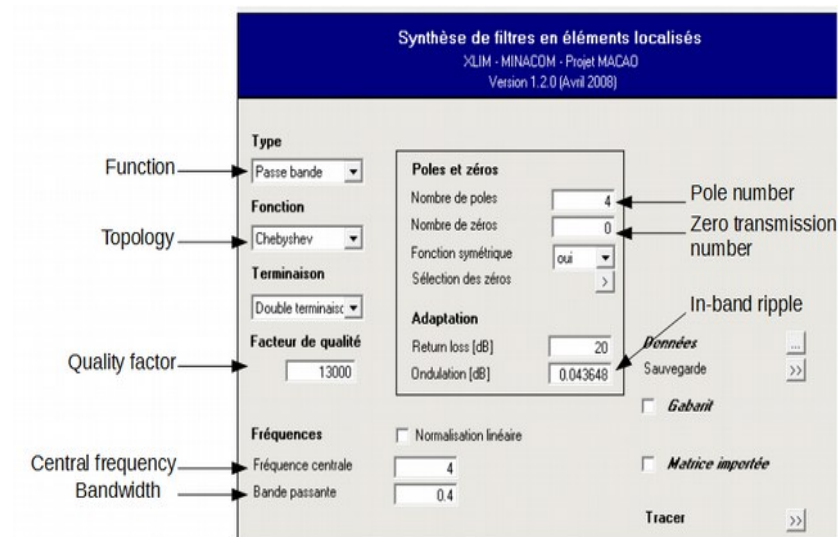 Synthèse de filtres en éléments localisés
XLIM - MINACOM - Projet MACAO
Version 1.2.0 (Avril 2008)
Type
Function
Passe bande
Fonction
Topology
Chebyshev
Terminaison
Double terminaisc
Facteur de qualité
Quality factor
13000
Poles et zéros
Nombre de poles
4
Pole number
Nombre de zéros
0
Zero transmission
number
Fonction symétrique
oui
Sélection des zéros
>
Adaptation
In-band ripple
Return loss [dB]
20
Ondulation [dB]
0.043648
Données
...
Sauvegarde
>>
Gabarit
Fréquences
Normalisation linéaire
Central frequency
Fréquence centrale
4
Bandwidth
Bande passante
0.4
Matrice importée
Tracer
>>